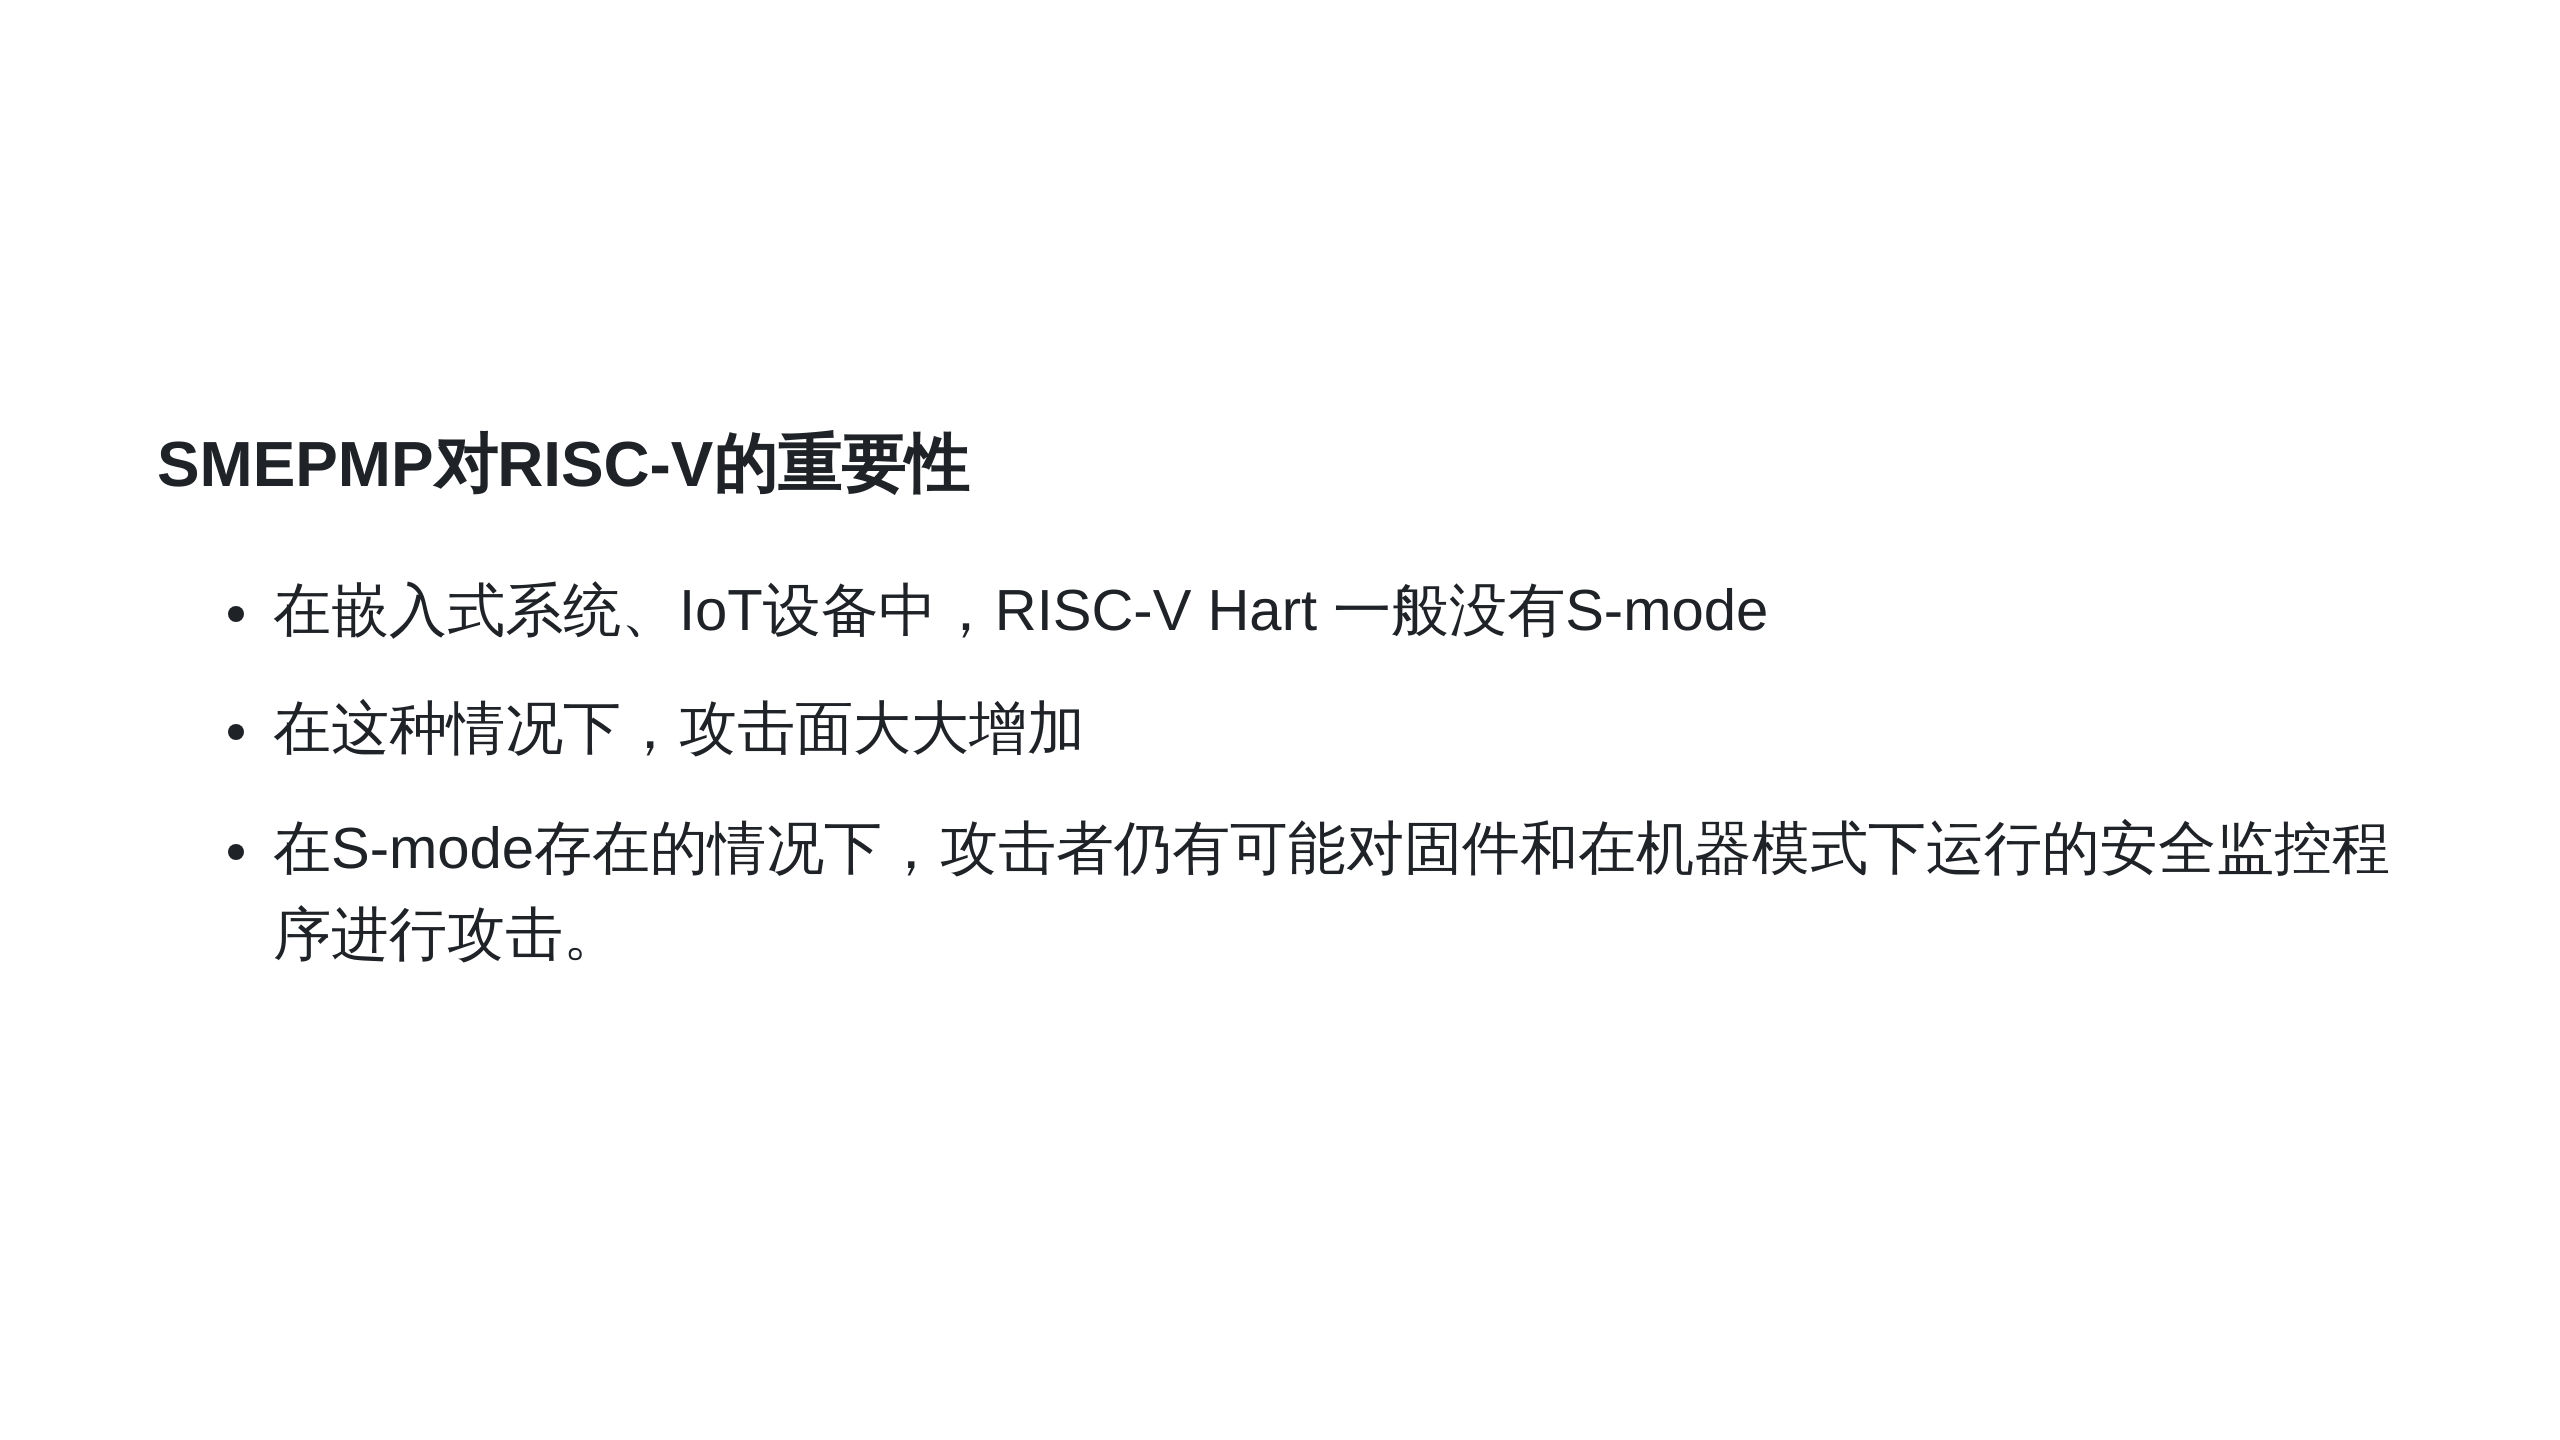 SMEPMP对RISC-V的重要性
在嵌入式系统、IoT设备中，RISC-V Hart 一般没有S-mode
在这种情况下，攻击面大大增加
在S-mode存在的情况下，攻击者仍有可能对固件和在机器模式下运行的安全监控程
序进行攻击。